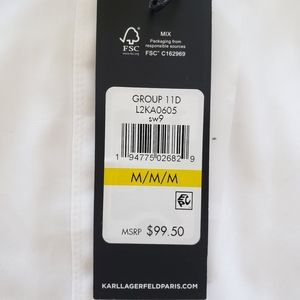 FSC
www.fsc.org
MIX
Packaging from
responsible sources
FSC® C162969
GROUP 11D
L2KA0605
sw9
1 94775 02682 9
M/M/M
MSRP $99.50
KARLLAGERFELDPARIS.COM